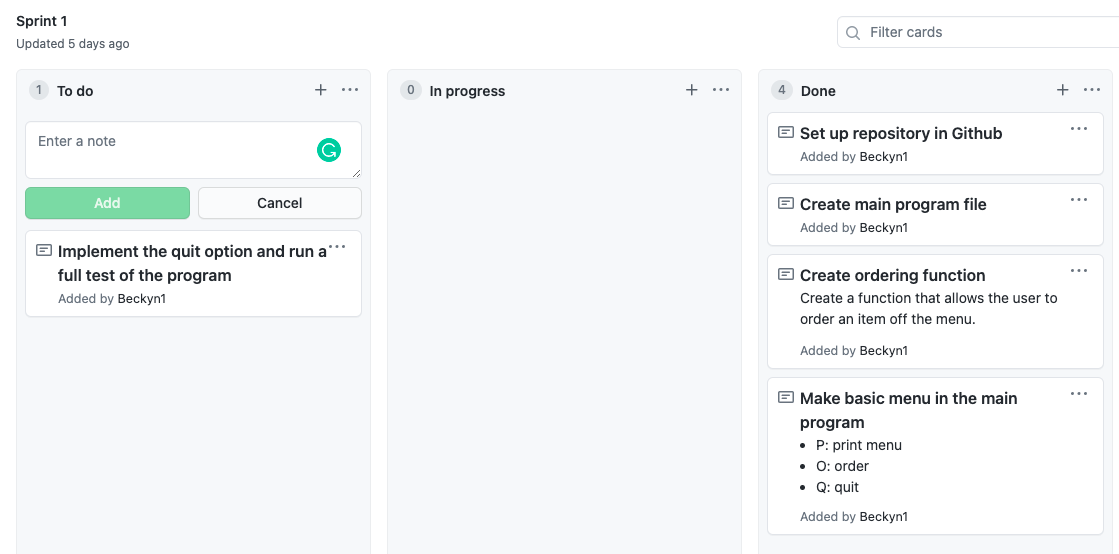 Sprint 1
Updated 5 days ago
Filter cards
1 To do
Enter a note
Add
Cancel
Implement the quit option and run a
full test of the program
Added by Beckyn1
0 In progress
4 Done
Set up repository in Github
Added by Beckyn1
Create main program file
Added by Beckyn1
Create ordering function
Create a function that allows the user to
order an item off the menu.
Added by Beckyn1
Make basic menu in the main
program
• P: print menu
• O: order
• Q: quit
Added by Beckyn1